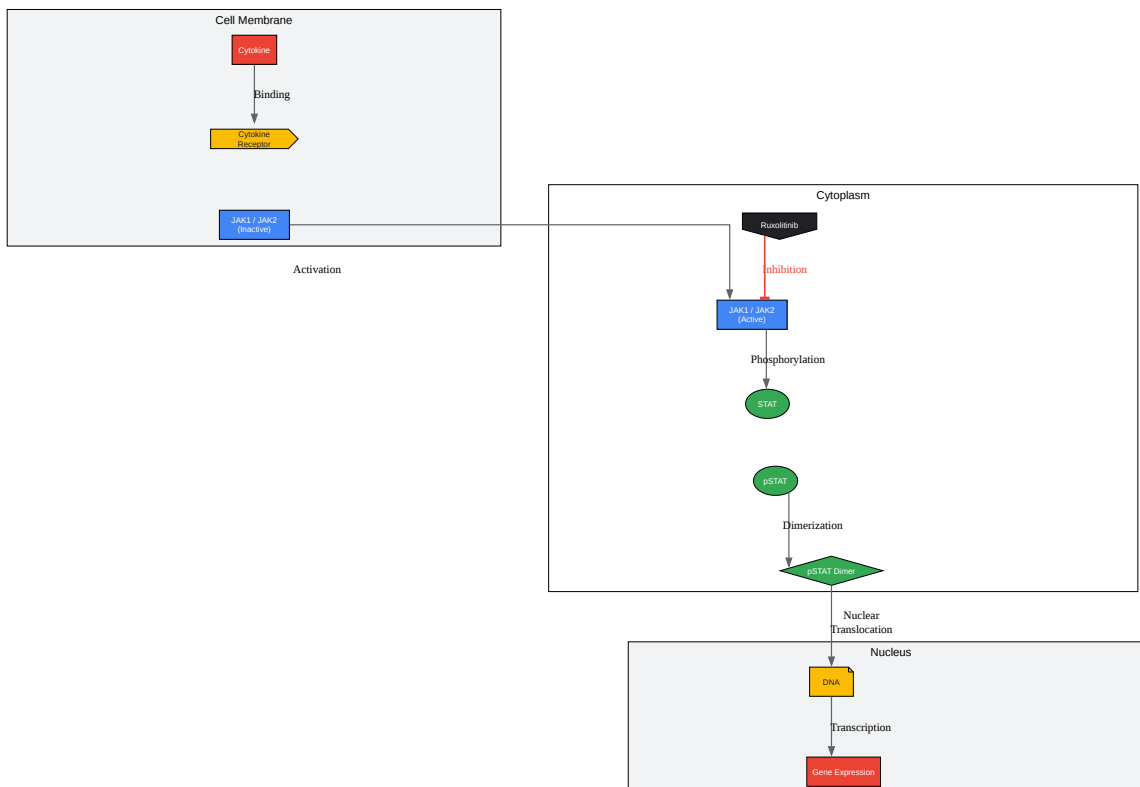 Cell Membrane
Cytokine
Binding
Cytokine
Receptor
JAK1 / JAK2
(Inactive)
Activation
Cytoplasm
Ruxolitinib
Inhibition
JAK1 / JAK2
(Active)
Phosphorylation
STAT
pSTAT
Dimerization
pSTAT Dimer
Nuclear
Translocation
Nucleus
DNA
Transcription
Gene Expression